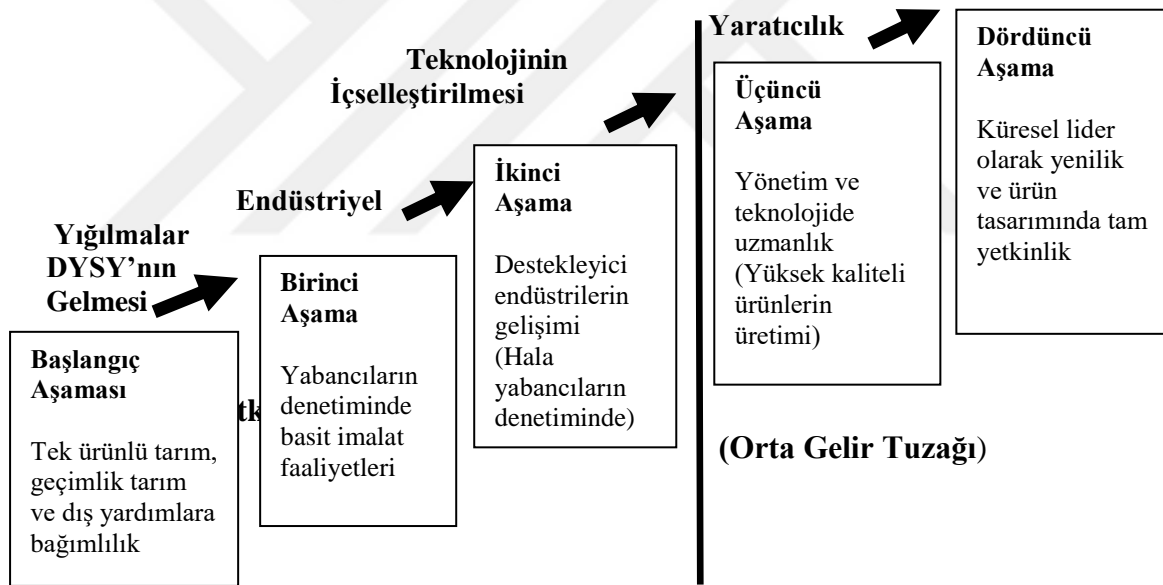 Yığılmalar
DYSY’nın
Gelmesi
Başlangıç
Aşaması
Tek ürünlü tarım,
geçimlik tarım
ve dış yardımlara
bağımlılık
Endüstriyel
Birinci
Aşama
Yabancıların
denetiminde
basit imalat
faaliyetleri
Teknolojinin
İçselleştirilmesi
İkinci
Aşama
Destekleyici
endüstrilerin
gelişimi
(Hala
yabancıların
denetiminde)
Yaratıcılık
Üçüncü
Aşama
Yönetim ve
teknolojide
uzmanlık
(Yüksek kaliteli
ürünlerin
üretimi)
Dördüncü
Aşama
Küresel lider
olarak yenilik
ve ürün
tasarımında tam
yetkinlik
(Orta Gelir Tuzağı)